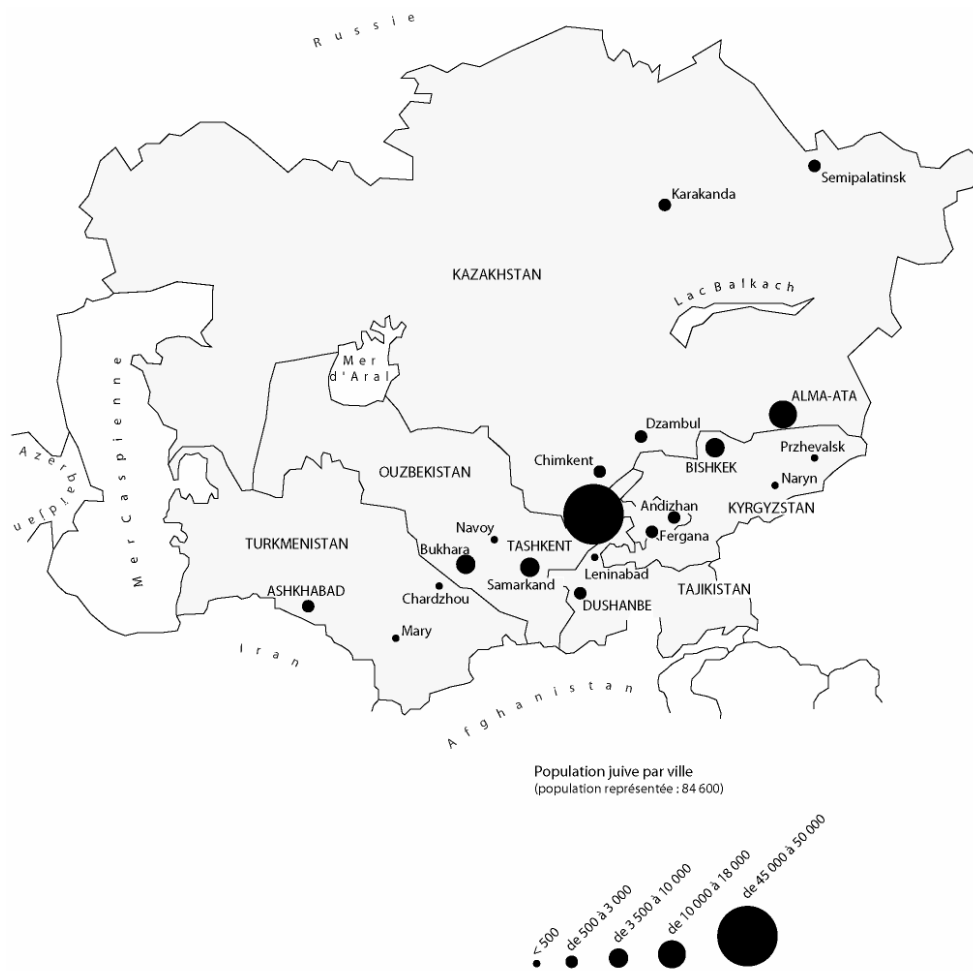 Russie
Semipalatinsk
Karakanda
KAZAKHSTAN
Lac Balkach
Mer
d'Aral
ALMA-ATA
Dzambul
Przhevalsk
BISHKEK
Chimkent
Naryn
OUZBEKISTAN
Andizhan
KYRGYZSTAN
Azerbaïdjan
Mer Caspienne
Navoy
Fergana
TURKMENISTAN
TASHKENT
Bukhara
Leninabad
Samarkand
TAJIKISTAN
ASHKHABAD
Chardzhou
DUSHANBE
Mary
Iran
Afghanistan
Population juive par ville
(population représentée : 84 600)
< 500
de 500 à 3 000
de 3 500 à 10 000
de 10 000 à 18 000
de 45 000 à 50 000